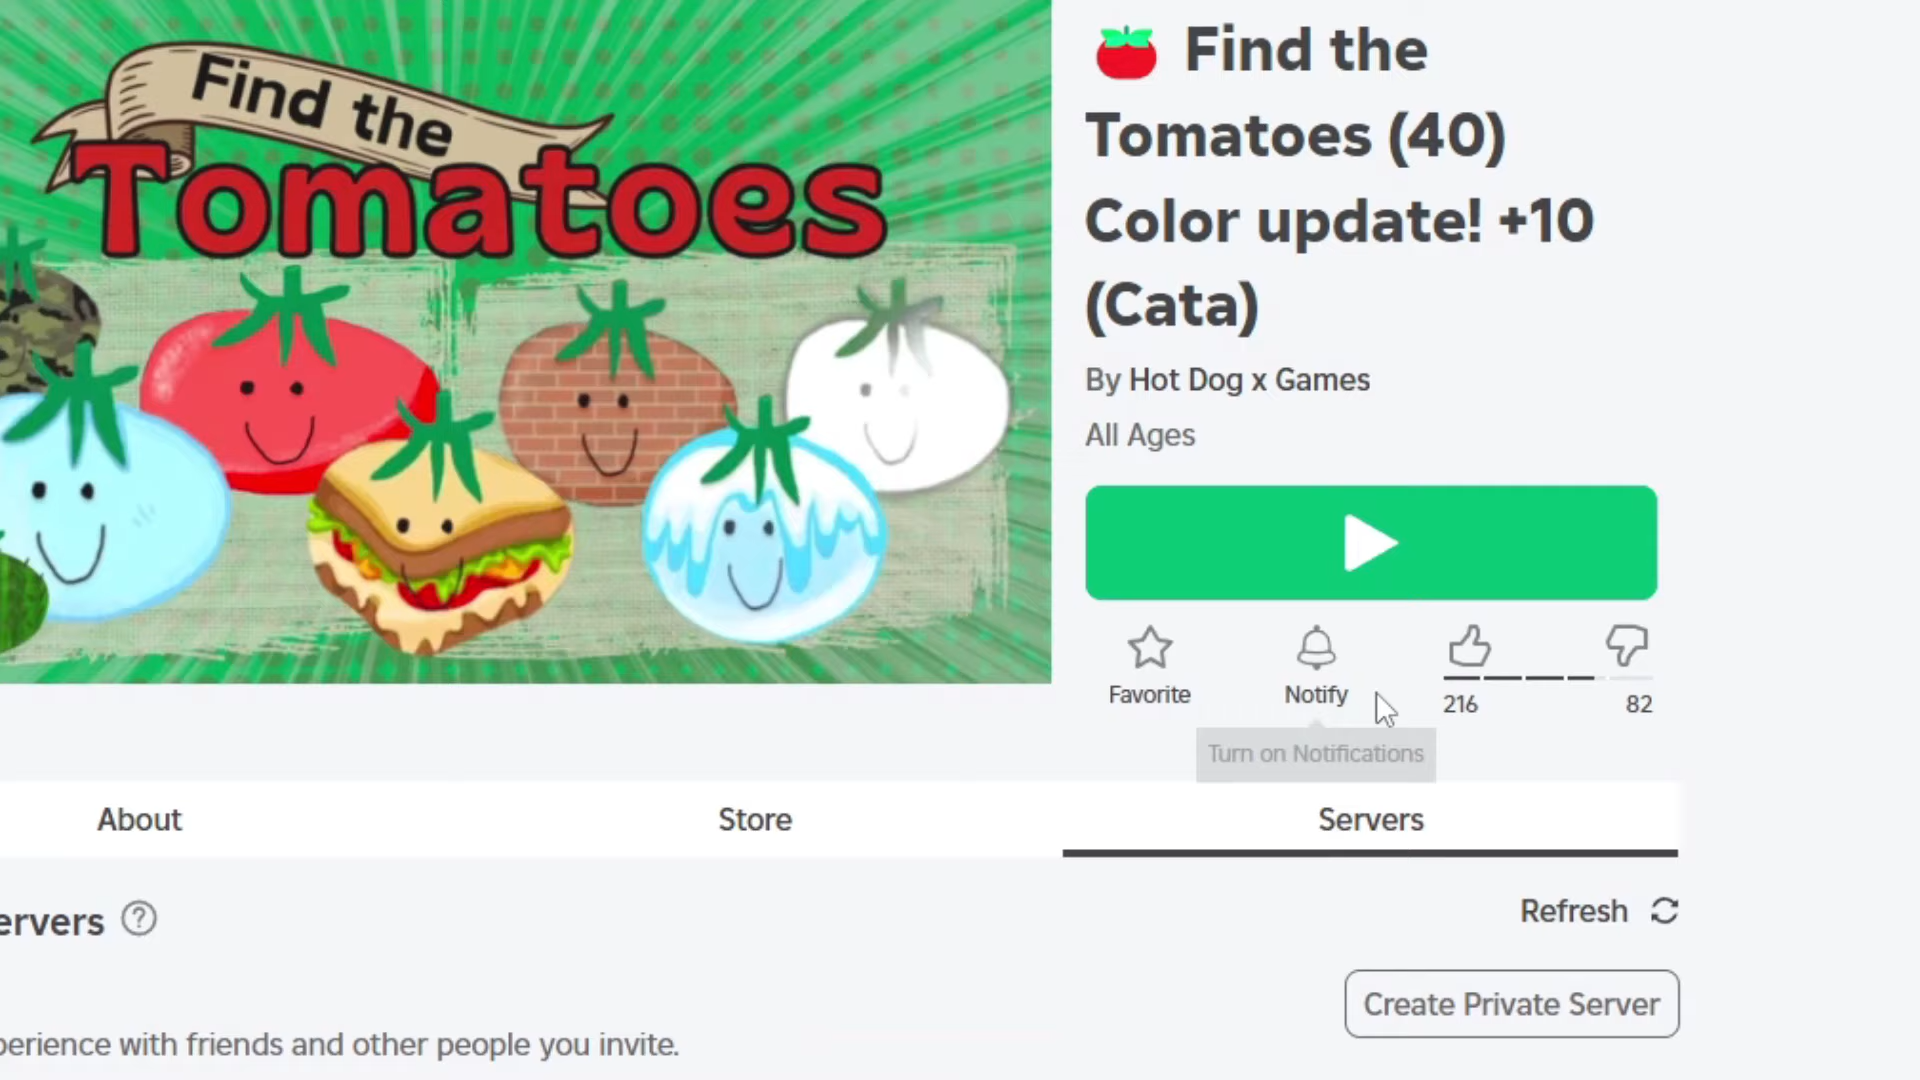 Find the
Tomatoes
Find the
Tomatoes (40)
Color update! +10
(Cata)
By Hot Dog x Games
All Ages
Favorite
Notify
216
82
Turn on Notifications
About
Store
Servers
ervers
Refresh
Create Private Server
perience with friends and other people you invite.